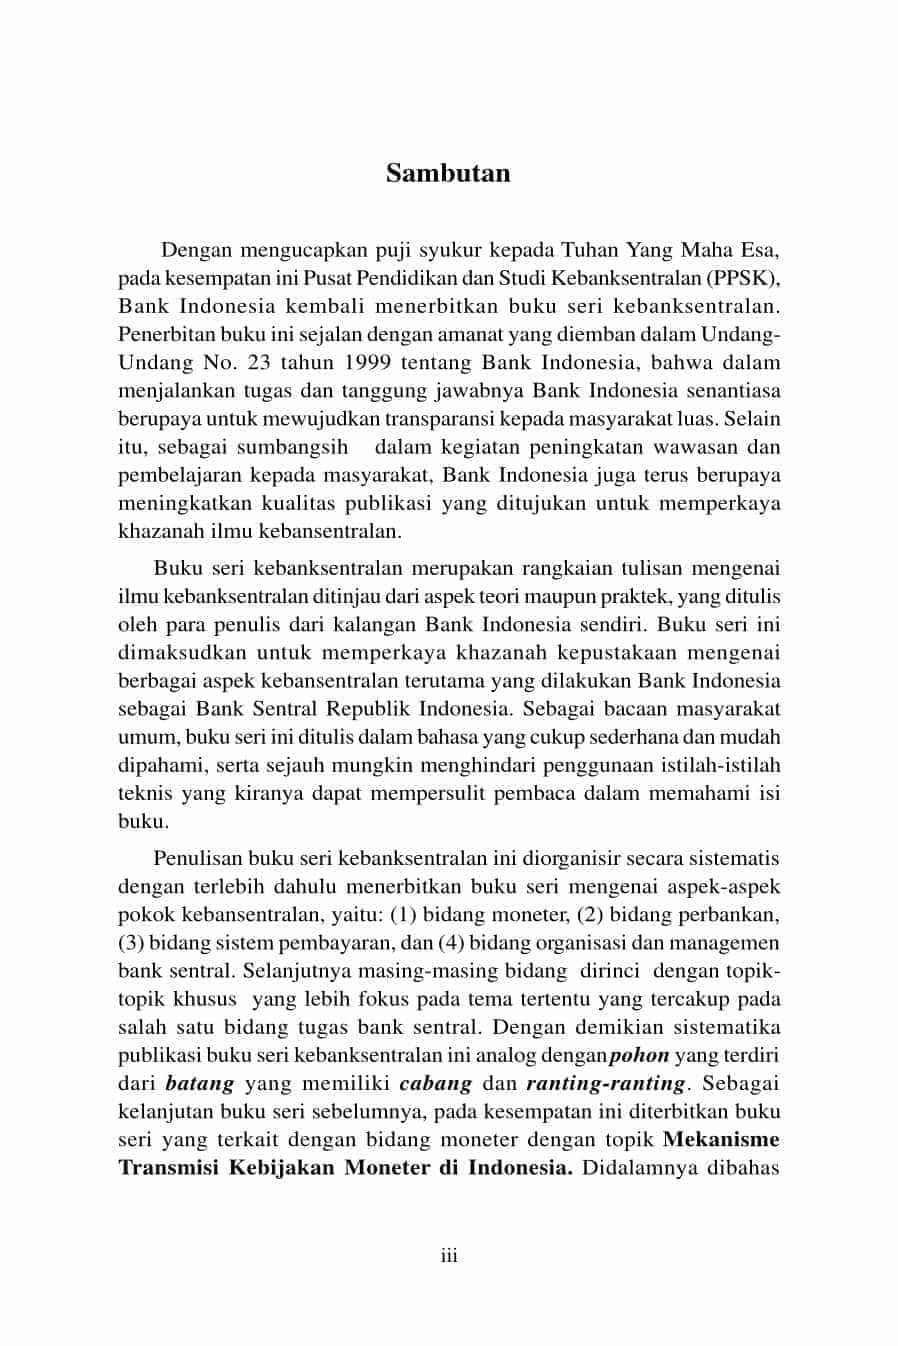 Sambutan
Dengan mengucapkan puji syukur kepada Tuhan Yang Maha Esa,
pada kesempatan ini Pusat Pendidikan dan Studi Kebanksentralan (PPSK),
Bank Indonesia kembali menerbitkan buku seri kebanksentralan.
Penerbitan buku ini sejalan dengan amanat yang diemban dalam Undang-
Undang No. 23 tahun 1999 tentang Bank Indonesia, bahwa dalam
menjalankan tugas dan tanggung jawabnya Bank Indonesia senantiasa
berupaya untuk mewujudkan transparansi kepada masyarakat luas. Selain
itu, sebagai sumbangsih dalam kegiatan peningkatan wawasan dan
pembelajaran kepada masyarakat, Bank Indonesia juga terus berupaya
meningkatkan kualitas publikasi yang ditujukan untuk memperkaya
khazanah ilmu kebansentralan.
Buku seri kebanksentralan merupakan rangkaian tulisan mengenai
ilmu kebanksentralan ditinjau dari aspek teori maupun praktek, yang ditulis
oleh para penulis dari kalangan Bank Indonesia sendiri. Buku seri ini
dimaksudkan untuk memperkaya khazanah kepustakaan mengenai
berbagai aspek kebansentralan terutama yang dilakukan Bank Indonesia
sebagai Bank Sentral Republik Indonesia. Sebagai bacaan masyarakat
umum, buku seri ini ditulis dalam bahasa yang cukup sederhana dan mudah
dipahami, serta sejauh mungkin menghindari penggunaan istilah-istilah
teknis yang kiranya dapat mempersulit pembaca dalam memahami isi
buku.
Penulisan buku seri kebanksentralan ini diorganisir secara sistematis
dengan terlebih dahulu menerbitkan buku seri mengenai aspek-aspek
pokok kebansentralan, yaitu: (1) bidang moneter, (2) bidang perbankan,
(3) bidang sistem pembayaran, dan (4) bidang organisasi dan managemen
bank sentral. Selanjutnya masing-masing bidang dirinci dengan topik-
topik khusus yang lebih fokus pada tema tertentu yang tercakup pada
salah satu bidang tugas bank sentral. Dengan demikian sistematika
publikasi buku seri kebanksentralan ini analog dengan pohon yang terdiri
dari batang yang memiliki cabang dan ranting-ranting. Sebagai
kelanjutan buku seri sebelumnya, pada kesempatan ini diterbitkan buku
seri yang terkait dengan bidang moneter dengan topik Mekanisme
Transmisi Kebijakan Moneter di Indonesia. Didalamnya dibahas
iii